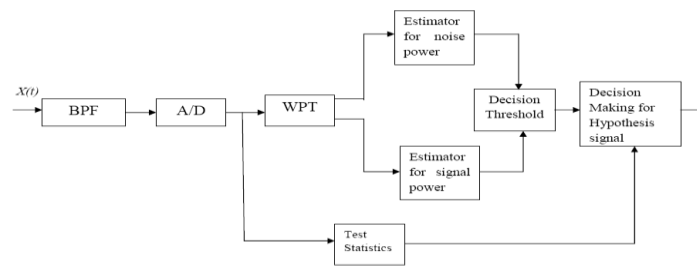 Estimator
for noise
power
X(t)
BPF
A/D
WPT
Decision
Threshold
Decision
Making for
Hypothesis
signal
Estimator
for signal
power
Test
Statistics